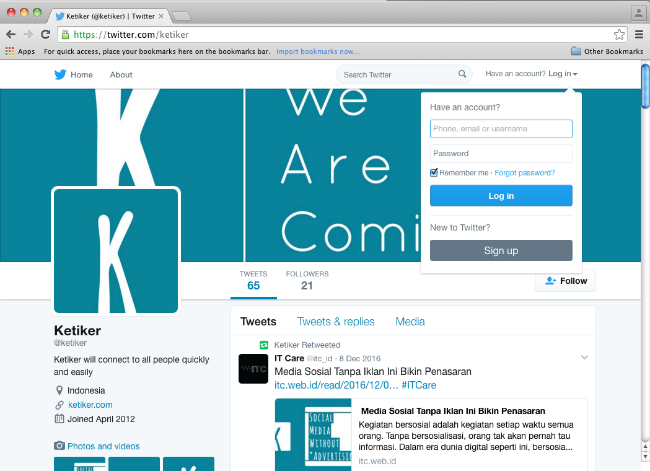 Ketiker (@ketiker) | Twitter
https://twitter.com/ketiker
Apps For quick access, place your bookmarks here on the bookmarks bar. Import bookmarks now... Other Bookmarks
Home About Search Twitter Have an account? Log in
Have an account?
Phone, email or username
Password
Remember me · Forgot password?
Log in
New to Twitter?
Sign up
K
We
Are
Comi
K
TWEETS FOLLOWERS
65 21
Follow
Ketiker
@ketiker
Ketiker will connect to all people quickly
and easily
Indonesia
ketiker.com
Joined April 2012
Photos and videos
Tweets Tweets & replies Media
Ketiker Retweeted
IT Care @itc_id · 8 Dec 2016
Media Sosial Tanpa Iklan Ini Bikin Penasaran
itc.web.id/read/2016/12/0... #ITCare
SOCIAL
MEDIA
WITHOUT
"ADVERTISI
Media Sosial Tanpa Iklan Ini Bikin Penasaran
Kegiatan bersosial adalah kegiatan setiap waktu semua
orang. Tanpa bersosialisasi, orang tak akan pernah tau
informasi. Dalam era dunia digital seperti ini, bersosia...
itc.web.id